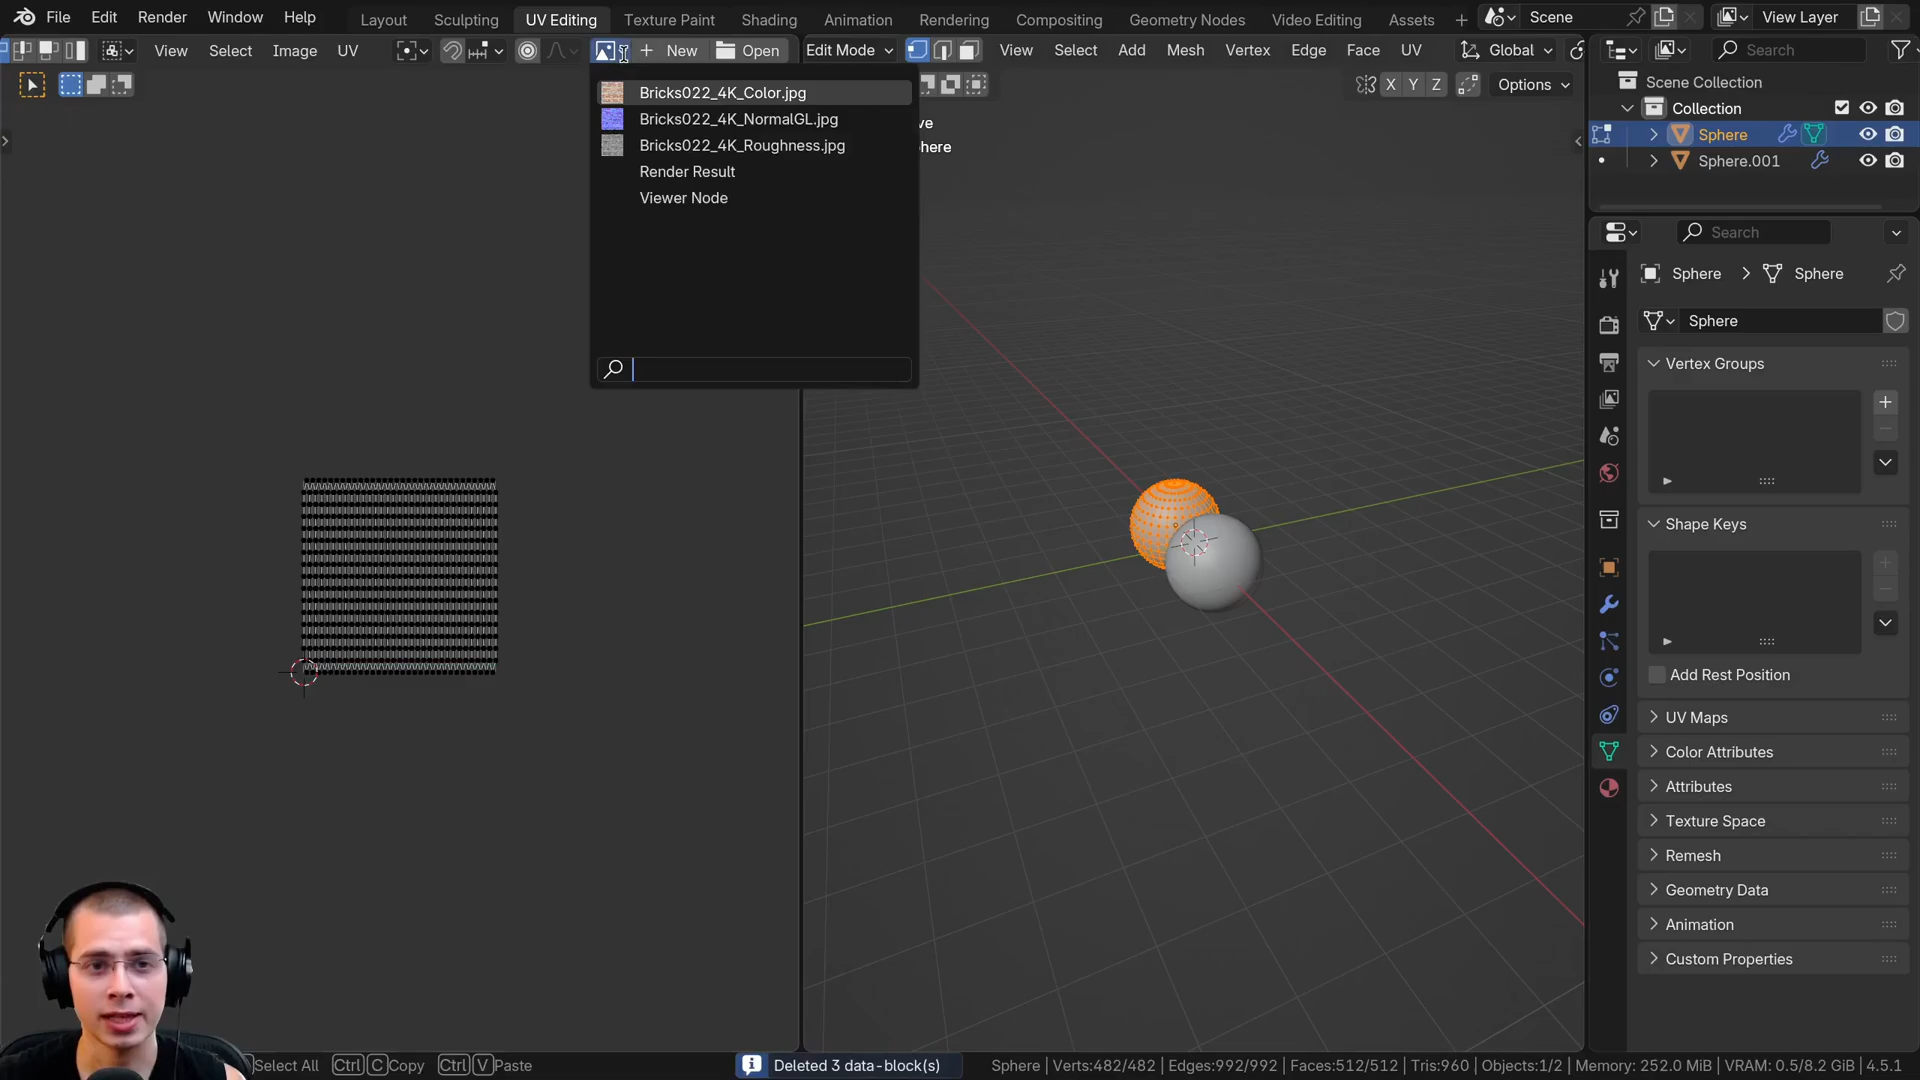 File Edit Render Window Help Layout Sculpting UV Editing Texture Paint Shading Animation Rendering Compositing Geometry Nodes Video Editing Assets Scene View Layer
View Select Image UV New Open Edit Mode View Select Add Mesh Vertex Edge Face UV Global Search
X Y Z Options
Bricks022_4K_Color.jpg
Bricks022_4K_NormalGL.jpg
Bricks022_4K_Roughness.jpg
Render Result
Viewer Node
ve
here
Scene Collection
Collection
Sphere
Sphere.001
Search
Sphere Sphere
Sphere
Vertex Groups
Shape Keys
Add Rest Position
UV Maps
Color Attributes
Attributes
Texture Space
Remesh
Geometry Data
Animation
Custom Properties
Select All Ctrl C Copy Ctrl V Paste Deleted 3 data-block(s) Sphere | Verts:482/482 | Edges:992/992 | Faces:512/512 | Tris:960 | Objects:1/2 | Memory: 252.0 MiB | VRAM: 0.5/8.2 GiB | 4.5.1